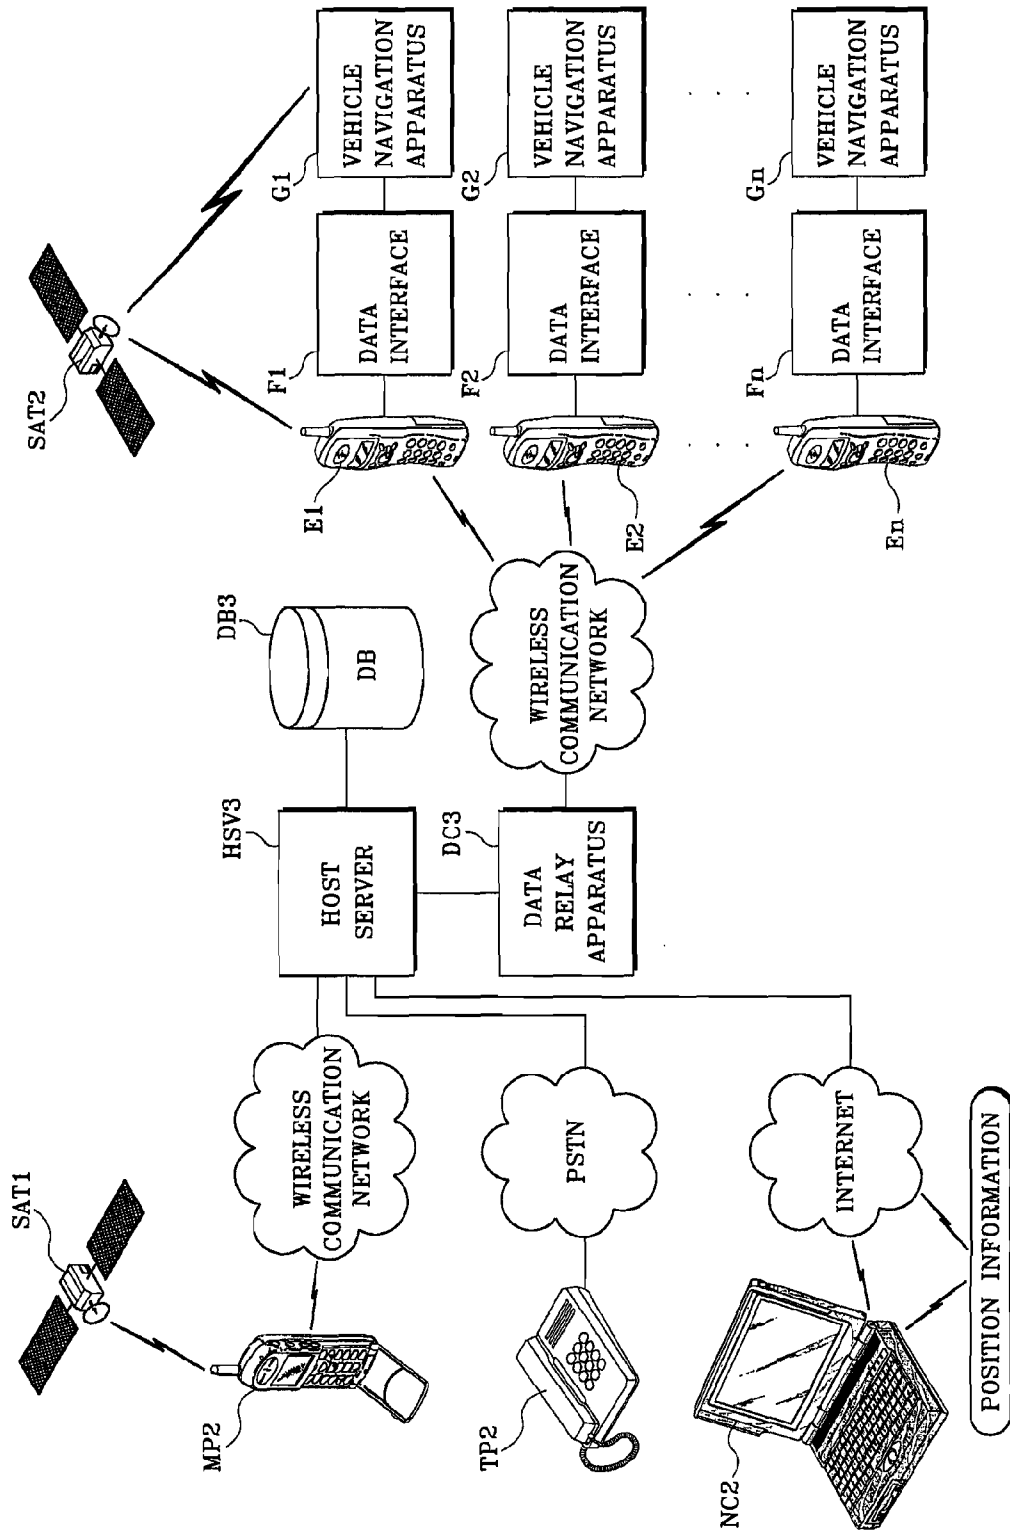 SAT1
MP2
WIRELESS
COMMUNICATION
NETWORK
TP2
PSTN
NC2
INTERNET
POSITION INFORMATION
HSV3
HOST
SERVER
DB3
DB
DC3
DATA
RELAY
APPARATUS
WIRELESS
COMMUNICATION
NETWORK
SAT2
E1
F1
DATA
INTERFACE
G1
VEHICLE
NAVIGATION
APPARATUS
E2
F2
DATA
INTERFACE
G2
VEHICLE
NAVIGATION
APPARATUS
En
Fn
DATA
INTERFACE
Gn
VEHICLE
NAVIGATION
APPARATUS